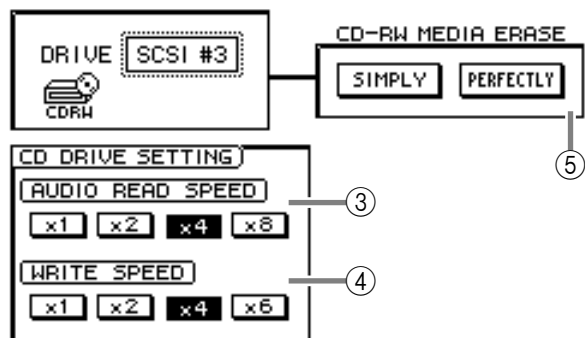 DRIVE SCSI #3
CDRW
CD-RW MEDIA ERASE
SIMPLY PERFECTLY
⑤
CD DRIVE SETTING
AUDIO READ SPEED
③
x1 x2 x4 x8
WRITE SPEED
④
x1 x2 x4 x6